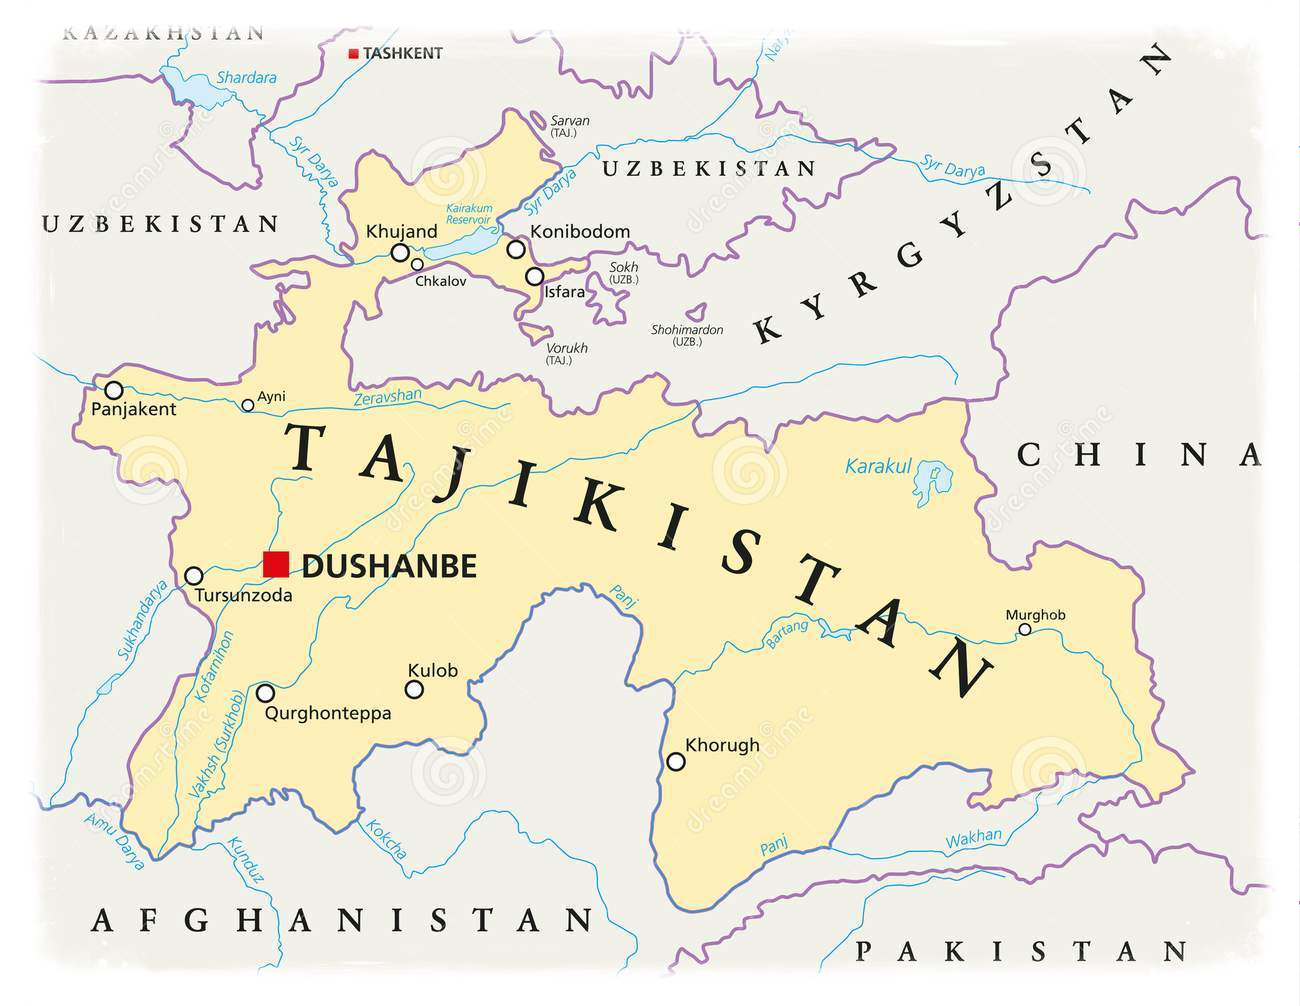 KAZAKHSTAN
TASHKENT
Shardara
Syr Darya
Sarvan
(TAJ.)
UZBEKISTAN
Syr Darya
Syr Darya
KYRGYZSTAN
UZBEKISTAN
Kairakum
Reservoir
Khujand
Konibodom
Chkalov
Isfara
Sokh
(UZB.)
Shohimardon
(UZB.)
Vorukh
(TAJ.)
Panjakent
Ayni
Zeravshan
TAJIKISTAN
CHINA
Karakul
DUSHANBE
Tursunzoda
Sukhandarya
Kofarnihon
Panj
Bartang
Murghob
Kulob
Qurghonteppa
Vakhsh (Surkhob)
Khorugh
Amu Darya
Kunduz
Kokcha
Panj
Wakhan
AFGHANISTAN
PAKISTAN
dreamstime